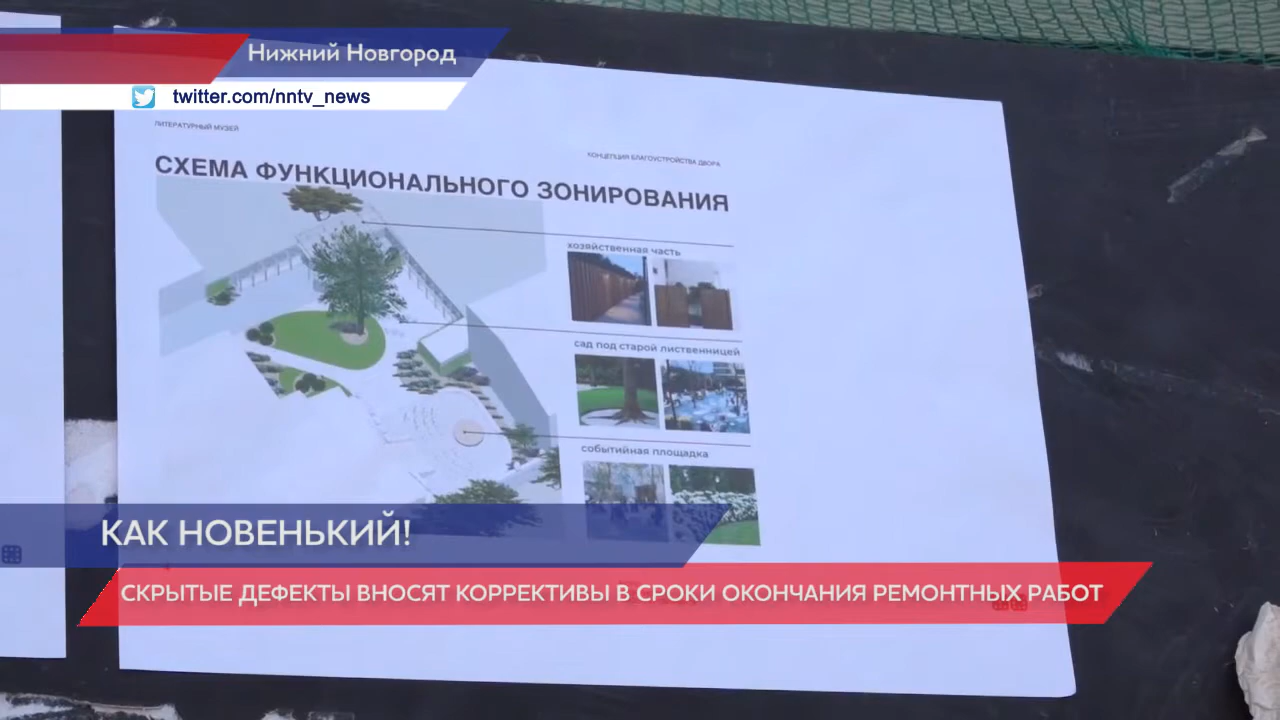 Нижний Новгород
twitter.com/nntv_news
ЛИТЕРАТУРНЫЙ МУЗЕЙ
КОНЦЕПЦИЯ БЛАГОУСТРОЙСТВА ДВОРА
СХЕМА ФУНКЦИОНАЛЬНОГО ЗОНИРОВАНИЯ
хозяйственная часть
сад под старой лиственницей
событийная площадка
КАК НОВЕНЬКИЙ!
СКРЫТЫЕ ДЕФЕКТЫ ВНОСЯТ КОРРЕКТИВЫ В СРОКИ ОКОНЧАНИЯ РЕМОНТНЫХ РАБОТ